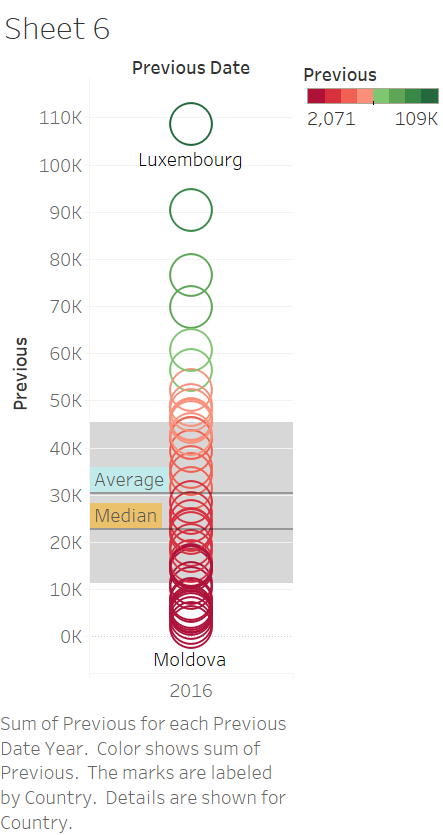 Sheet 6
Previous Date
Previous
2,071 109K
110K
Luxembourg
100K
90K
80K
70K
60K
50K
Previous
40K
Average
30K
Median
20K
10K
0K
Moldova
2016
Sum of Previous for each Previous
Date Year.  Color shows sum of
Previous.  The marks are labeled
by Country.  Details are shown for
Country.